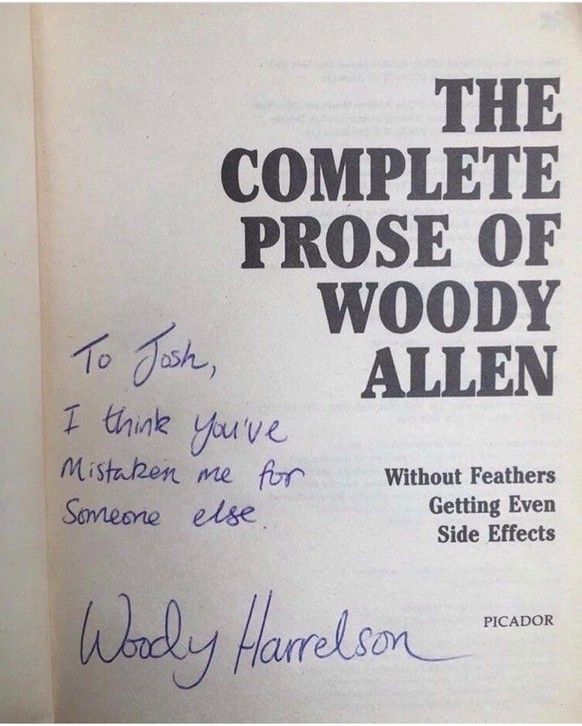 THE
COMPLETE
PROSE OF
WOODY
ALLEN
To Josh,
I think you've
Mistaken me for
Someone else.
Without Feathers
Getting Even
Side Effects
Woody Harrelson
PICADOR